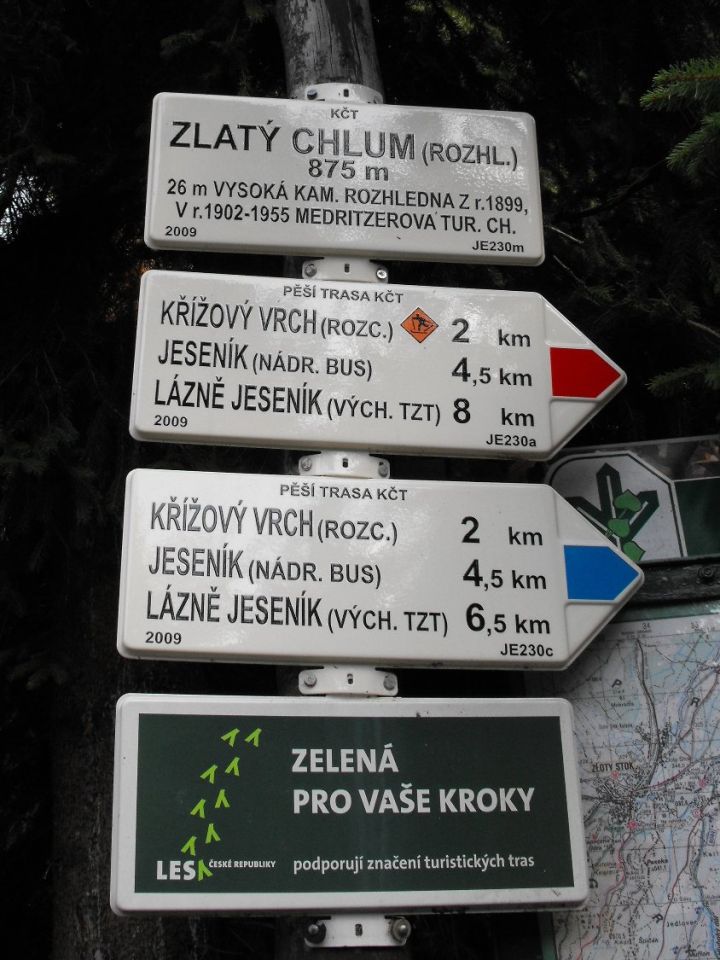 KČT
ZLATÝ CHLUM (ROZHL.)
875 m
26 m VYSOKÁ KAM. ROZHLEDNA Z r.1899,
V r.1902-1955 MEDRITZEROVA TUR. CH.
2009 JE230m
PĚŠÍ TRASA KČT
KŘÍŽOVÝ VRCH (ROZC.) 2 km
JESENÍK (NÁDR. BUS) 4,5 km
LÁZNĚ JESENÍK (VÝCH. TZT) 8 km
2009 JE230a
PĚŠÍ TRASA KČT
KŘÍŽOVÝ VRCH (ROZC.) 2 km
JESENÍK (NÁDR. BUS) 4,5 km
LÁZNĚ JESENÍK (VÝCH. TZT) 6,5 km
2009 JE230c
ZELENÁ
PRO VAŠE KROKY
LESY ČESKÉ REPUBLIKY podporují značení turistických tras
ZŁOTY STOK